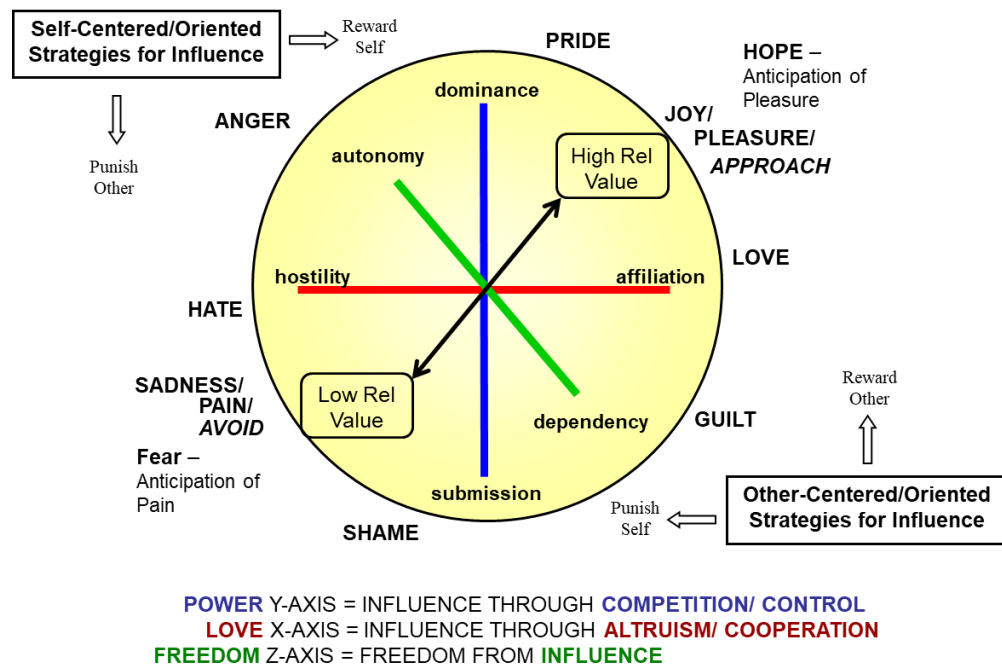 Self-Centered/Oriented
Strategies for Influence
Reward
Self
PRIDE
HOPE –
Anticipation of
Pleasure
Punish
Other
ANGER
dominance
JOY/
PLEASURE/
APPROACH
autonomy
High Rel
Value
hostility
affiliation
LOVE
HATE
SADNESS/
PAIN/
AVOID
Low Rel
Value
Fear –
Anticipation of
Pain
dependency
GUILT
Reward
Other
submission
SHAME
Punish
Self
Other-Centered/Oriented
Strategies for Influence
POWER Y-AXIS = INFLUENCE THROUGH COMPETITION/ CONTROL
LOVE X-AXIS = INFLUENCE THROUGH ALTRUISM/ COOPERATION
FREEDOM Z-AXIS = FREEDOM FROM INFLUENCE